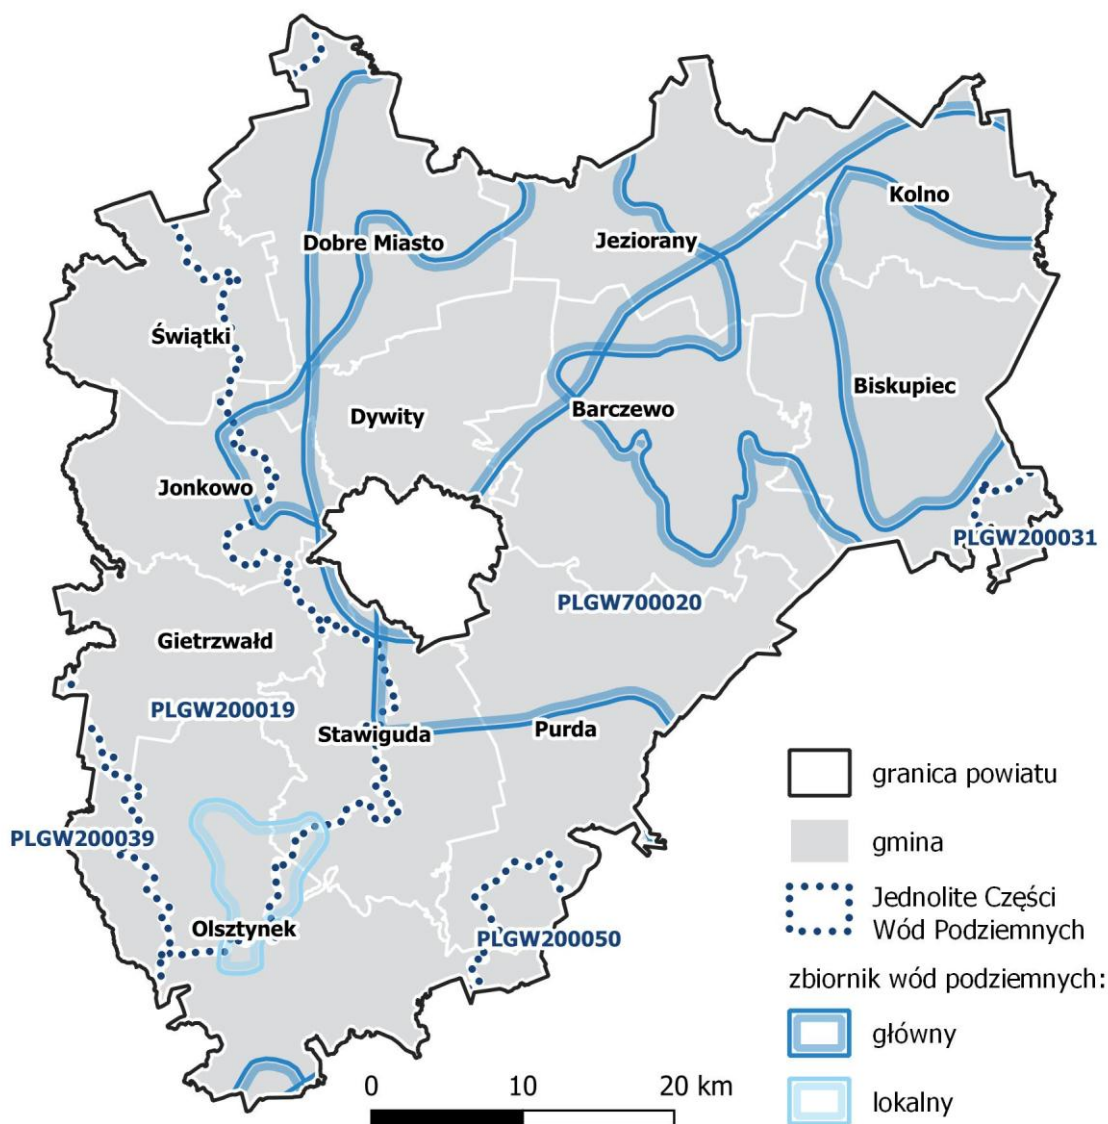 Kolno
Dobre Miasto
Jeziorany
Świątki
Biskupiec
Dywity
Barczewo
Jonkowo
PLGW200031
PLGW700020
Gietrzwałd
PLGW200019
Stawiguda
Purda
PLGW200039
Olsztynek
PLGW200050
granica powiatu
gmina
Jednolite Części
Wód Podziemnych
zbiornik wód podziemnych:
główny
lokalny
0 10 20 km